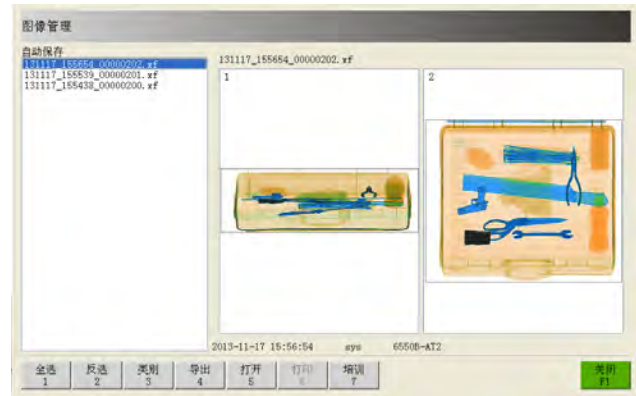 图像管理
自动保存
131117_155654_00000202.xf
131117_155539_00000201.xf
131117_155438_00000200.xf
131117_155654_00000202.xf
1
2
2013-11-17 15:56:54 sys 6550B-AT2
全选 反选 类别 导出 打开 打印 培训 关闭
1 2 3 4 5 6 7 F1